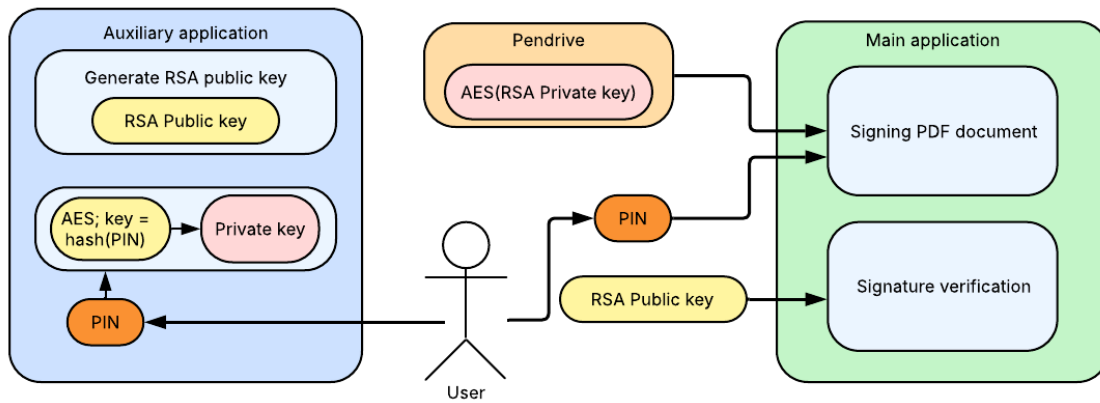 Auxiliary application
Generate RSA public key
RSA Public key
AES; key =
hash(PIN)
Private key
PIN
User
Pendrive
AES(RSA Private key)
PIN
RSA Public key
Main application
Signing PDF document
Signature verification